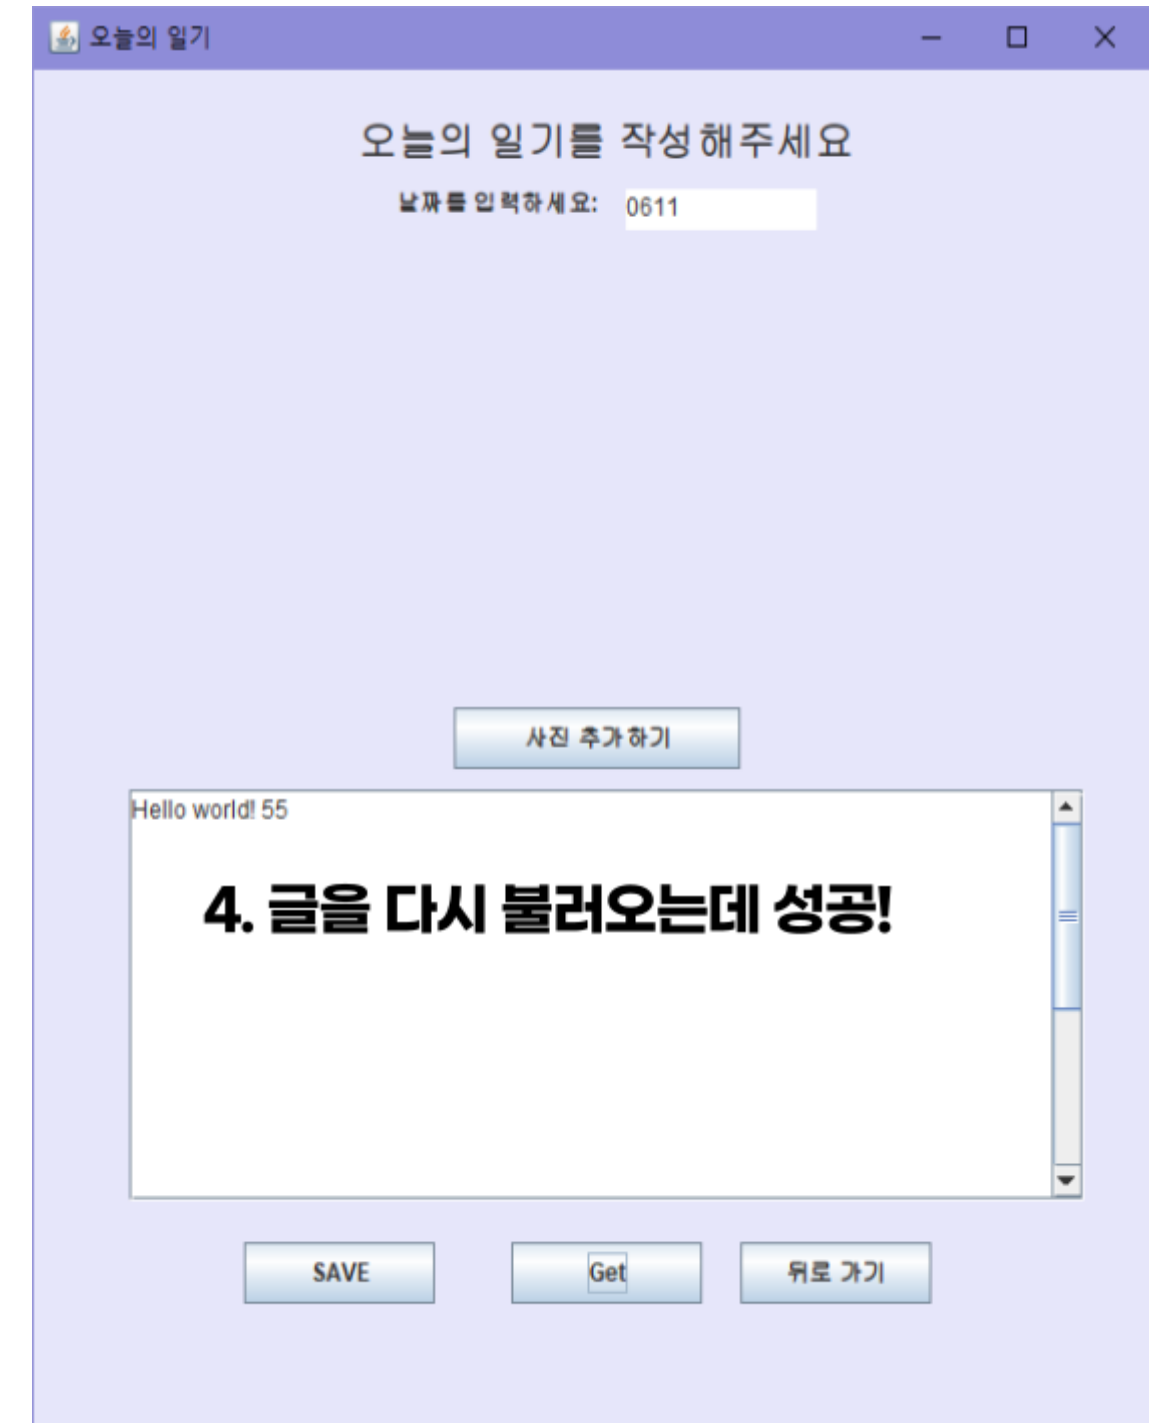 오늘의 일기
오늘의 일기를 작성해주세요
날짜를 입력하세요: 0611
사진 추가하기
Hello world! 55
4. 글을 다시 불러오는데 성공!
SAVE Get 뒤로 가기